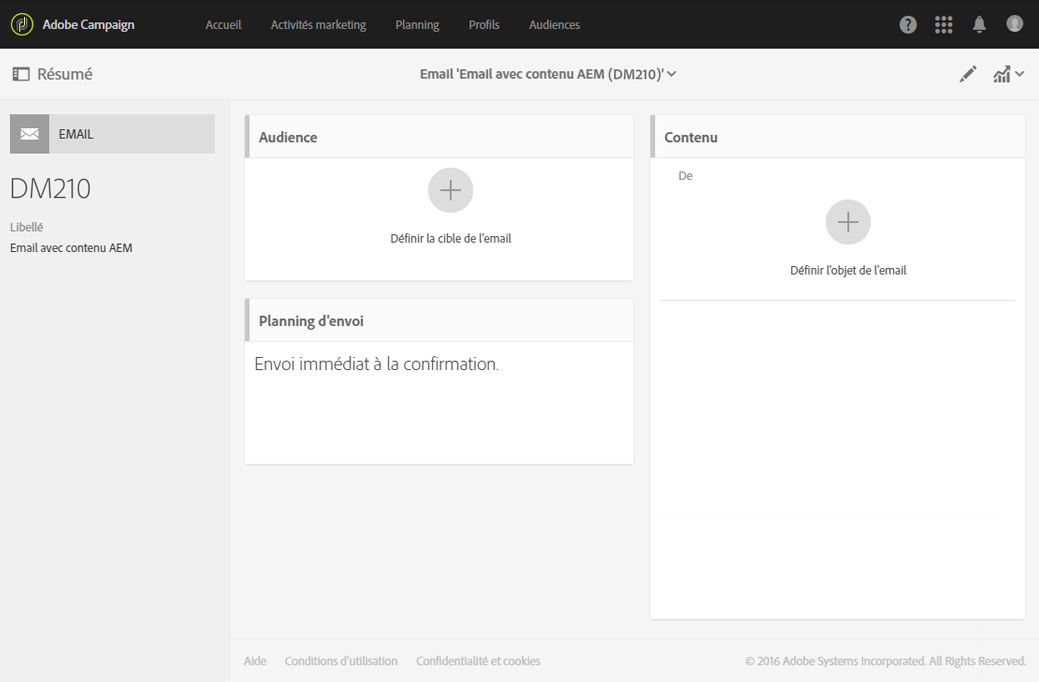 Adobe Campaign
Accueil
Activités marketing
Planning
Profils
Audiences
Résumé
Email 'Email avec contenu AEM (DM210)'
EMAIL
DM210
Libellé
Email avec contenu AEM
Audience
Définir la cible de l'email
Planning d'envoi
Envoi immédiat à la confirmation.
Contenu
De
Définir l'objet de l'email
Aide
Conditions d'utilisation
Confidentialité et cookies
© 2016 Adobe Systems Incorporated. All Rights Reserved.